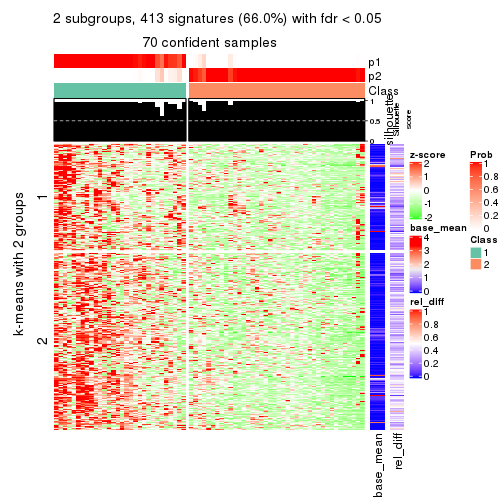 2 subgroups, 413 signatures (66.0%) with fdr < 0.05
70 confident samples
p1
p2
Class
silhouette
Silhouette
score
1
0.5
0
k-means with 2 groups
1
2
base_mean
rel_diff
z-score
2
1
0
-1
-2
base_mean
4
3
2
1
0
rel_diff
1
0.8
0.6
0.4
0.2
0
Prob
1
0.8
0.6
0.4
0.2
0
Class
1
2